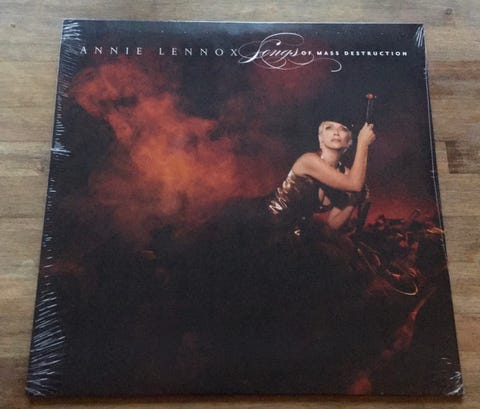 ANNIE LENNOX Songs OF MASS DESTRUCTION